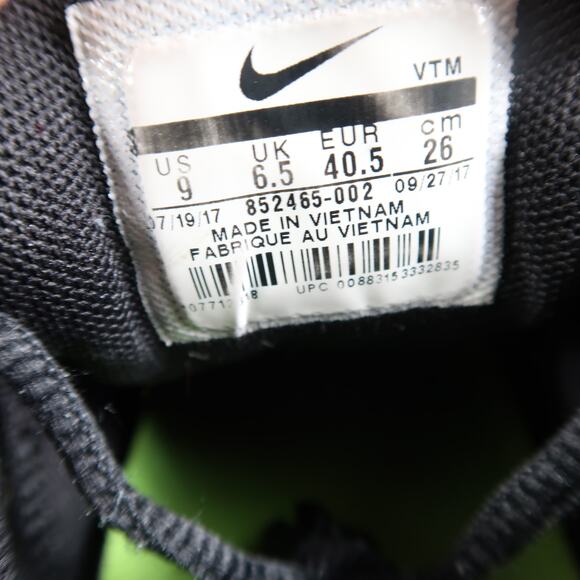 VTM
US UK EUR cm
9 6.5 40.5 26
07/19/17 852465-002 09/27/17
MADE IN VIETNAM
FABRIQUE AU VIETNAM
UPC 00883153332835